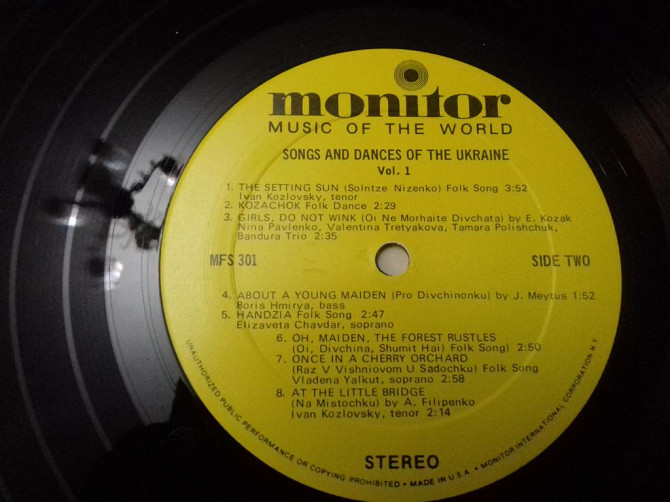 monitor
MUSIC OF THE WORLD
SONGS AND DANCES OF THE UKRAINE
Vol. 1
1. THE SETTING SUN (Solntze Nizenko) Folk Song 3:52
Ivan Kozlovsky, tenor
2. KOZACHOK Folk Dance 2:29
3. GIRLS, DO NOT WINK (Oi Ne Morhaite Divchata) by E. Kozak
Nina Pavlenko, Valentina Tretyakova, Tamara Polishchuk,
Bandura Trio 2:35
MFS 301
SIDE TWO
4. ABOUT A YOUNG MAIDEN (Pro Divchinonku) by J. Meytus 1:52
Boris Hmirya, bass
5. HANDZIA Folk Song 2:47
Elizaveta Chavdar, soprano
6. OH, MAIDEN, THE FOREST RUSTLES
(Oi, Divchina, Shumit Hai) Folk Song) 2:50
7. ONCE IN A CHERRY ORCHARD
(Raz V Vishniovom U Sadochku) Folk Song
Vladena Yalkut, soprano 2:58
8. AT THE LITTLE BRIDGE
(Na Mistochku) by A. Filipenko
Ivan Kozlovsky, tenor 2:14
STEREO
UNAUTHORIZED PUBLIC PERFORMANCE OR COPYING PROHIBITED • MADE IN U.S.A. • MONITOR INTERNATIONAL CORPORATION N.Y.